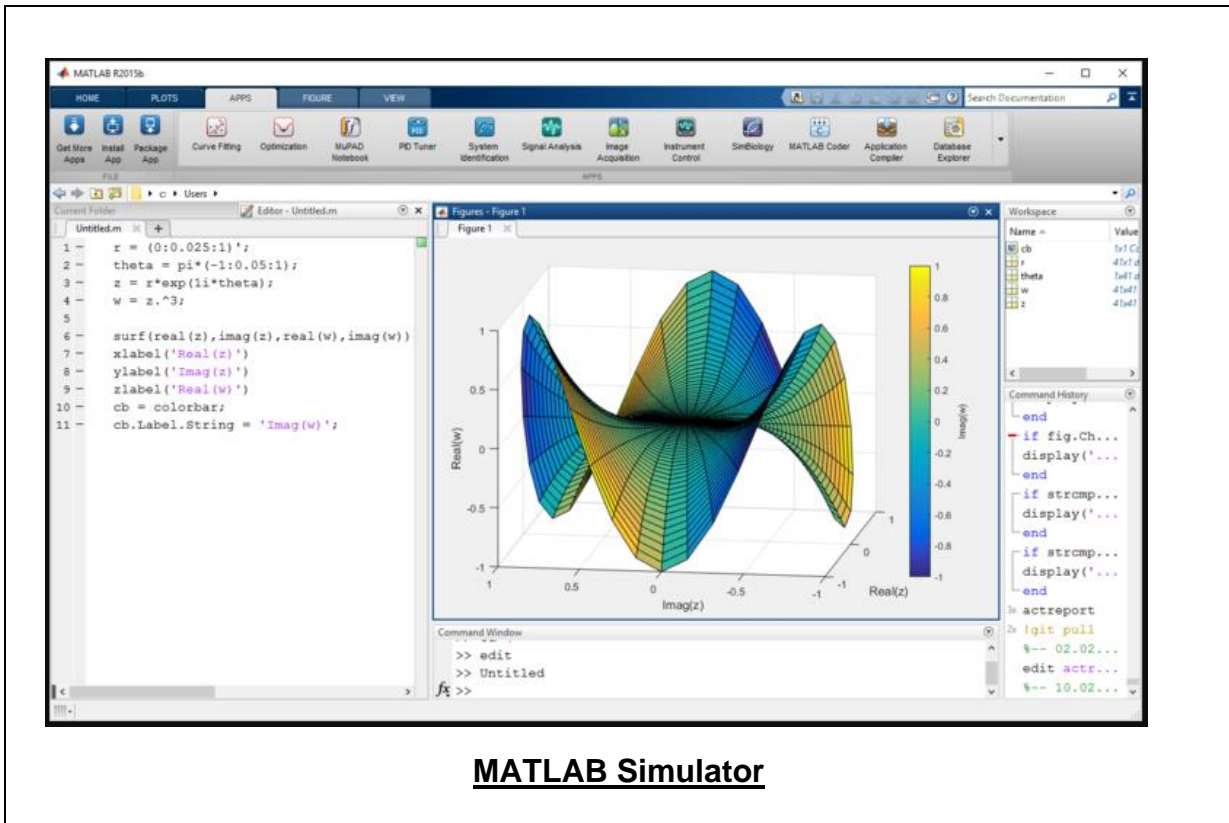 MATLAB R2015b
HOME PLOTS APPS FIGURE VIEW
Search Documentation
Get More Apps
Install App
Package App
Curve Fitting
Optimization
MuPAD Notebook
PID Tuner
System Identification
Signal Analysis
Image Acquisition
Instrument Control
SimBiology
MATLAB Coder
Application Compiler
Database Explorer
FILE
APPS
c: Users
Current Folder
Editor - Untitled.m
Untitled.m
1 r = (0:0.025:1)';
2 theta = pi*(-1:0.05:1);
3 z = r*exp(1i*theta);
4 w = z.^3;
5
6 surf(real(z),imag(z),real(w),imag(w))
7 xlabel('Real(z)')
8 ylabel('Imag(z)')
9 zlabel('Real(w)')
10 cb = colorbar;
11 cb.Label.String = 'Imag(w)';
Figures - Figure 1
Figure 1
1
0.5
0
-0.5
-1
Real(w)
1
0.5
0
-0.5
-1
Imag(z)
-1
0
1
Real(z)
1
0.8
0.6
0.4
0.2
0
-0.2
-0.4
-0.6
-0.8
-1
Imag(w)
Command Window
>> edit
>> Untitled
fx >>
Workspace
Name Value
cb
r
theta
w
z
Command History
end
if fig.Ch...
display('...
end
if strcmp...
display('...
end
if strcmp...
display('...
end
3x actreport
2x !git pull
%-- 02.02...
edit actr...
%-- 10.02...
MATLAB Simulator